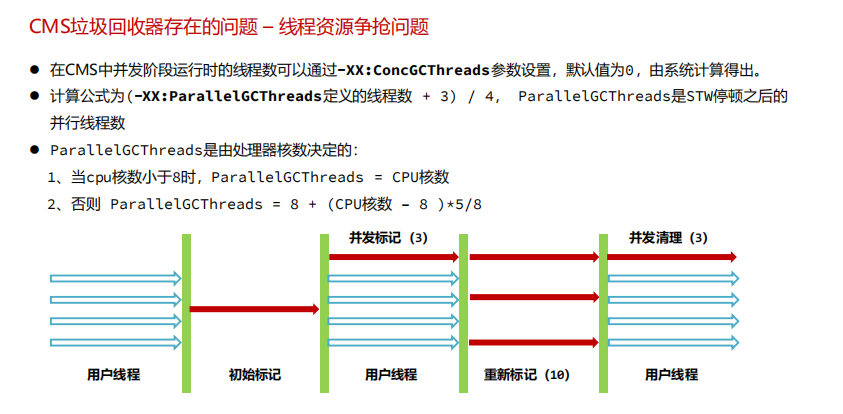 CMS垃圾回收器存在的问题 – 线程资源争抢问题
● 在CMS中并发阶段运行时的线程数可以通过-XX:ConcGCThreads参数设置，默认值为0，由系统计算得出。
● 计算公式为(-XX:ParallelGCThreads定义的线程数 + 3) / 4， ParallelGCThreads是STW停顿之后的
并行线程数
● ParallelGCThreads是由处理器核数决定的：
1、当cpu核数小于8时，ParallelGCThreads = CPU核数
2、否则 ParallelGCThreads = 8 + (CPU核数 – 8 )*5/8
并发标记（3） 并发清理（3）
用户线程 初始标记 用户线程 重新标记（10） 用户线程